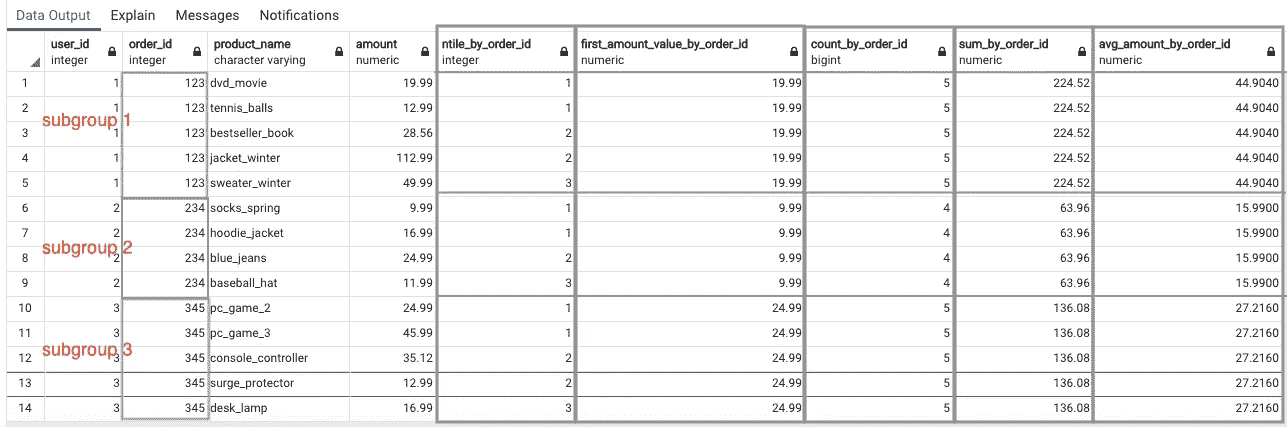 Data Output Explain Messages Notifications
user_id order_id product_name amount ntile_by_order_id first_amount_value_by_order_id count_by_order_id sum_by_order_id avg_amount_by_order_id
integer integer character varying numeric integer numeric bigint numeric numeric
1 1 123 dvd_movie 19.99 1 19.99 5 224.52 44.9040
2 1 123 tennis_balls 12.99 1 19.99 5 224.52 44.9040
subgroup 1
3 1 123 bestseller_book 28.56 2 19.99 5 224.52 44.9040
4 1 123 jacket_winter 112.99 2 19.99 5 224.52 44.9040
5 1 123 sweater_winter 49.99 3 19.99 5 224.52 44.9040
6 2 234 socks_spring 9.99 1 9.99 4 63.96 15.9900
7 2 234 hoodie_jacket 16.99 1 9.99 4 63.96 15.9900
subgroup 2
8 2 234 blue_jeans 24.99 2 9.99 4 63.96 15.9900
9 2 234 baseball_hat 11.99 3 9.99 4 63.96 15.9900
10 3 345 pc_game_2 24.99 1 24.99 5 136.08 27.2160
11 3 345 pc_game_3 45.99 1 24.99 5 136.08 27.2160
subgroup 3
12 3 345 console_controller 35.12 2 24.99 5 136.08 27.2160
13 3 345 surge_protector 12.99 2 24.99 5 136.08 27.2160
14 3 345 desk_lamp 16.99 3 24.99 5 136.08 27.2160